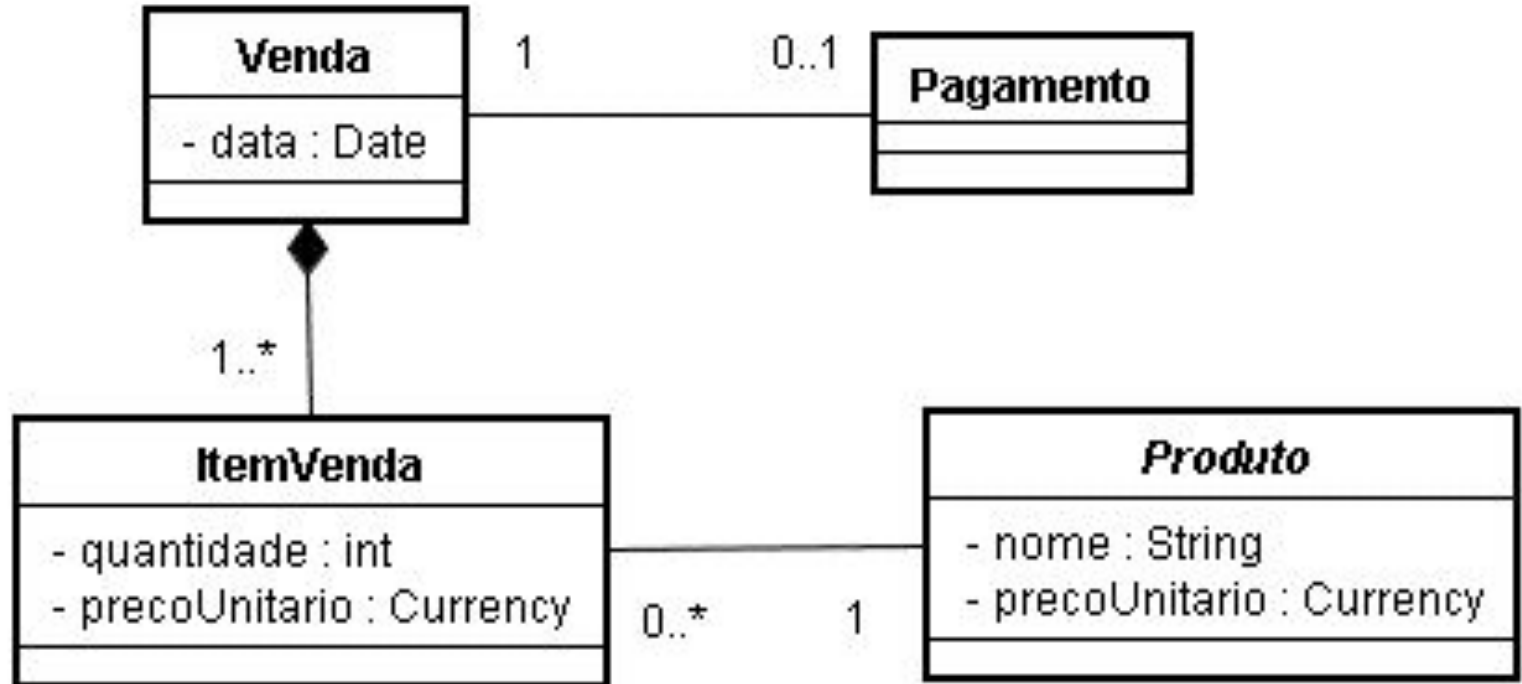 Venda
- data : Date
1
0..1
Pagamento
1..*
ItemVenda
- quantidade : int
- precoUnitario : Currency
0..*
1
Produto
- nome : String
- precoUnitario : Currency